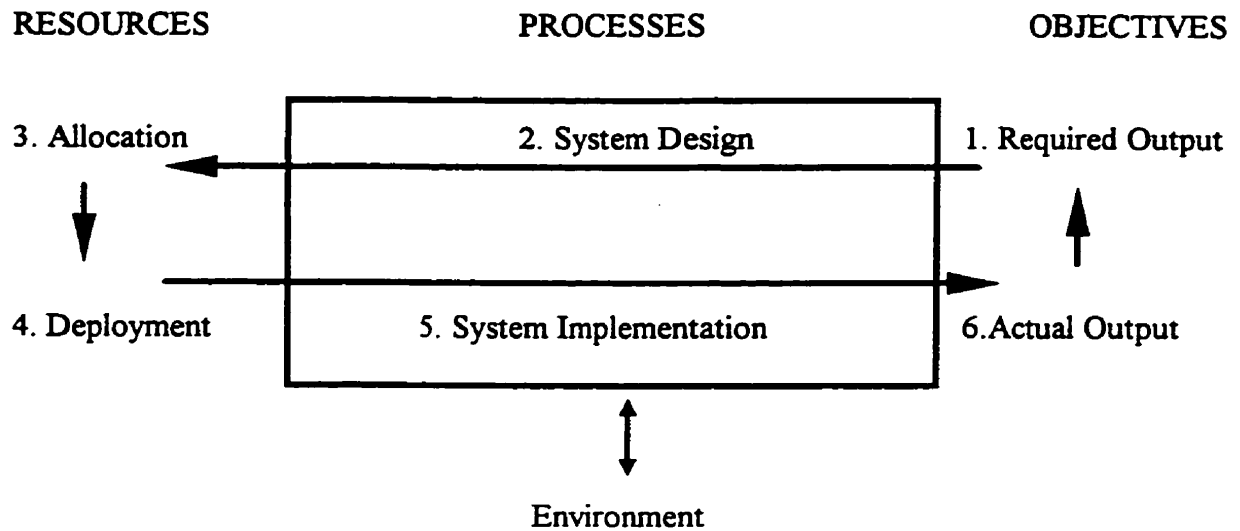 RESOURCES PROCESSES OBJECTIVES
3. Allocation 2. System Design 1. Required Output
4. Deployment 5. System Implementation 6.Actual Output
Environment